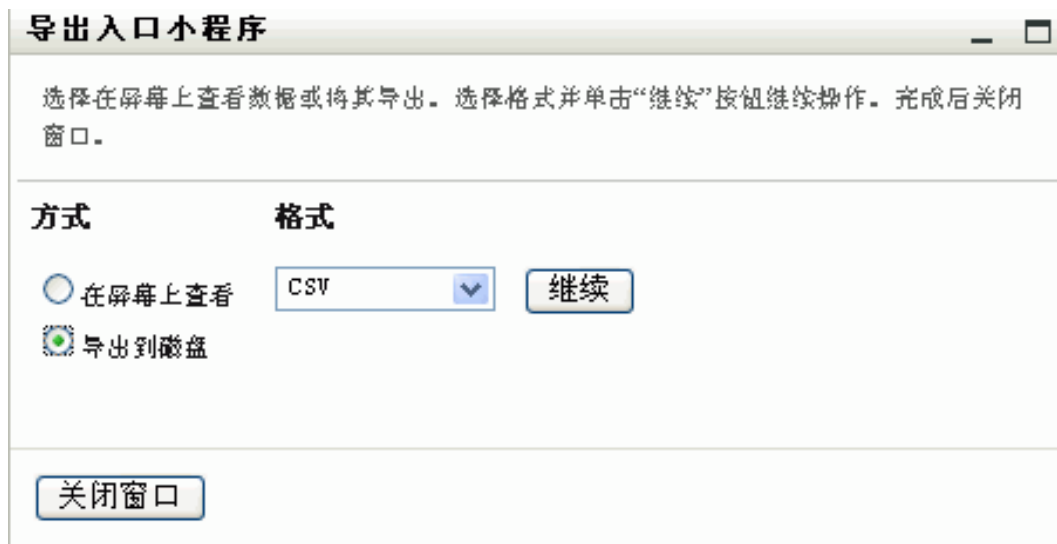 导出入口小程序
选择在屏幕上查看数据或将其导出。选择格式并单击“继续”按钮继续操作。完成后关闭
窗口。
方式 格式
在屏幕上查看 CSV 继续
导出到磁盘
关闭窗口